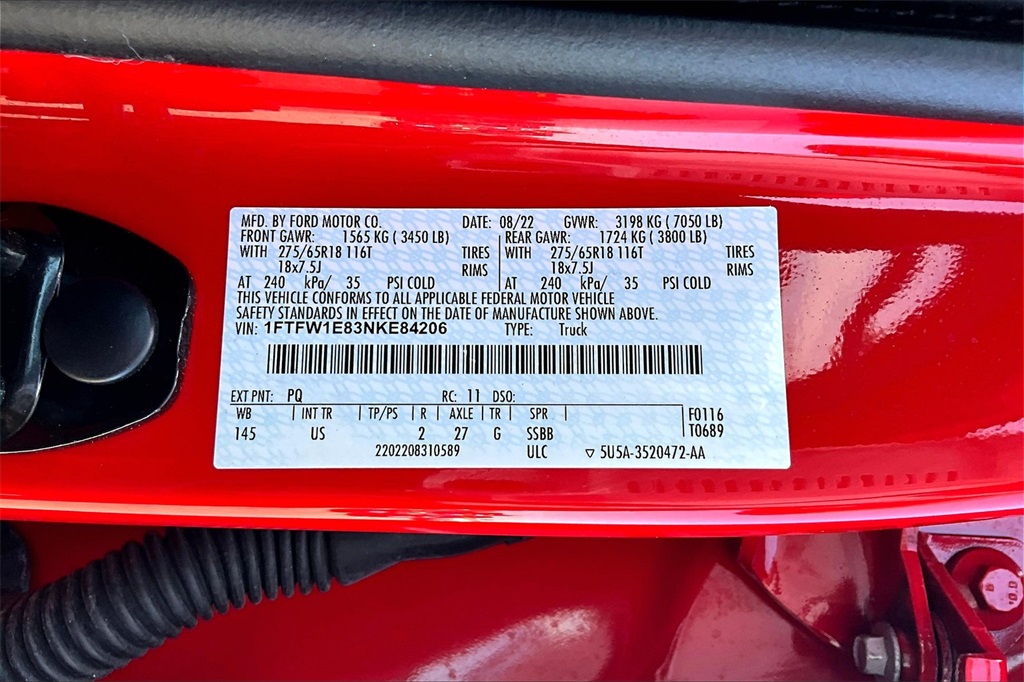 MFD. BY FORD MOTOR CO. DATE: 08/22 GVWR: 3198 KG ( 7050 LB)
FRONT GAWR: 1565 KG ( 3450 LB) REAR GAWR: 1724 KG ( 3800 LB)
WITH 275/65R18 116T TIRES WITH 275/65R18 116T TIRES
18x7.5J RIMS 18x7.5J RIMS
AT 240 kPa/ 35 PSI COLD AT 240 kPa/ 35 PSI COLD
THIS VEHICLE CONFORMS TO ALL APPLICABLE FEDERAL MOTOR VEHICLE
SAFETY STANDARDS IN EFFECT ON THE DATE OF MANUFACTURE SHOWN ABOVE.
VIN: 1FTFW1E83NKE84206 TYPE: Truck
EXT PNT: PQ RC: 11 DSO:
WB INT TR TP/PS R AXLE TR SPR F0116
145 US 2 27 G SSBB T0689
2202208310589 ULC ▽ 5U5A-3520472-AA